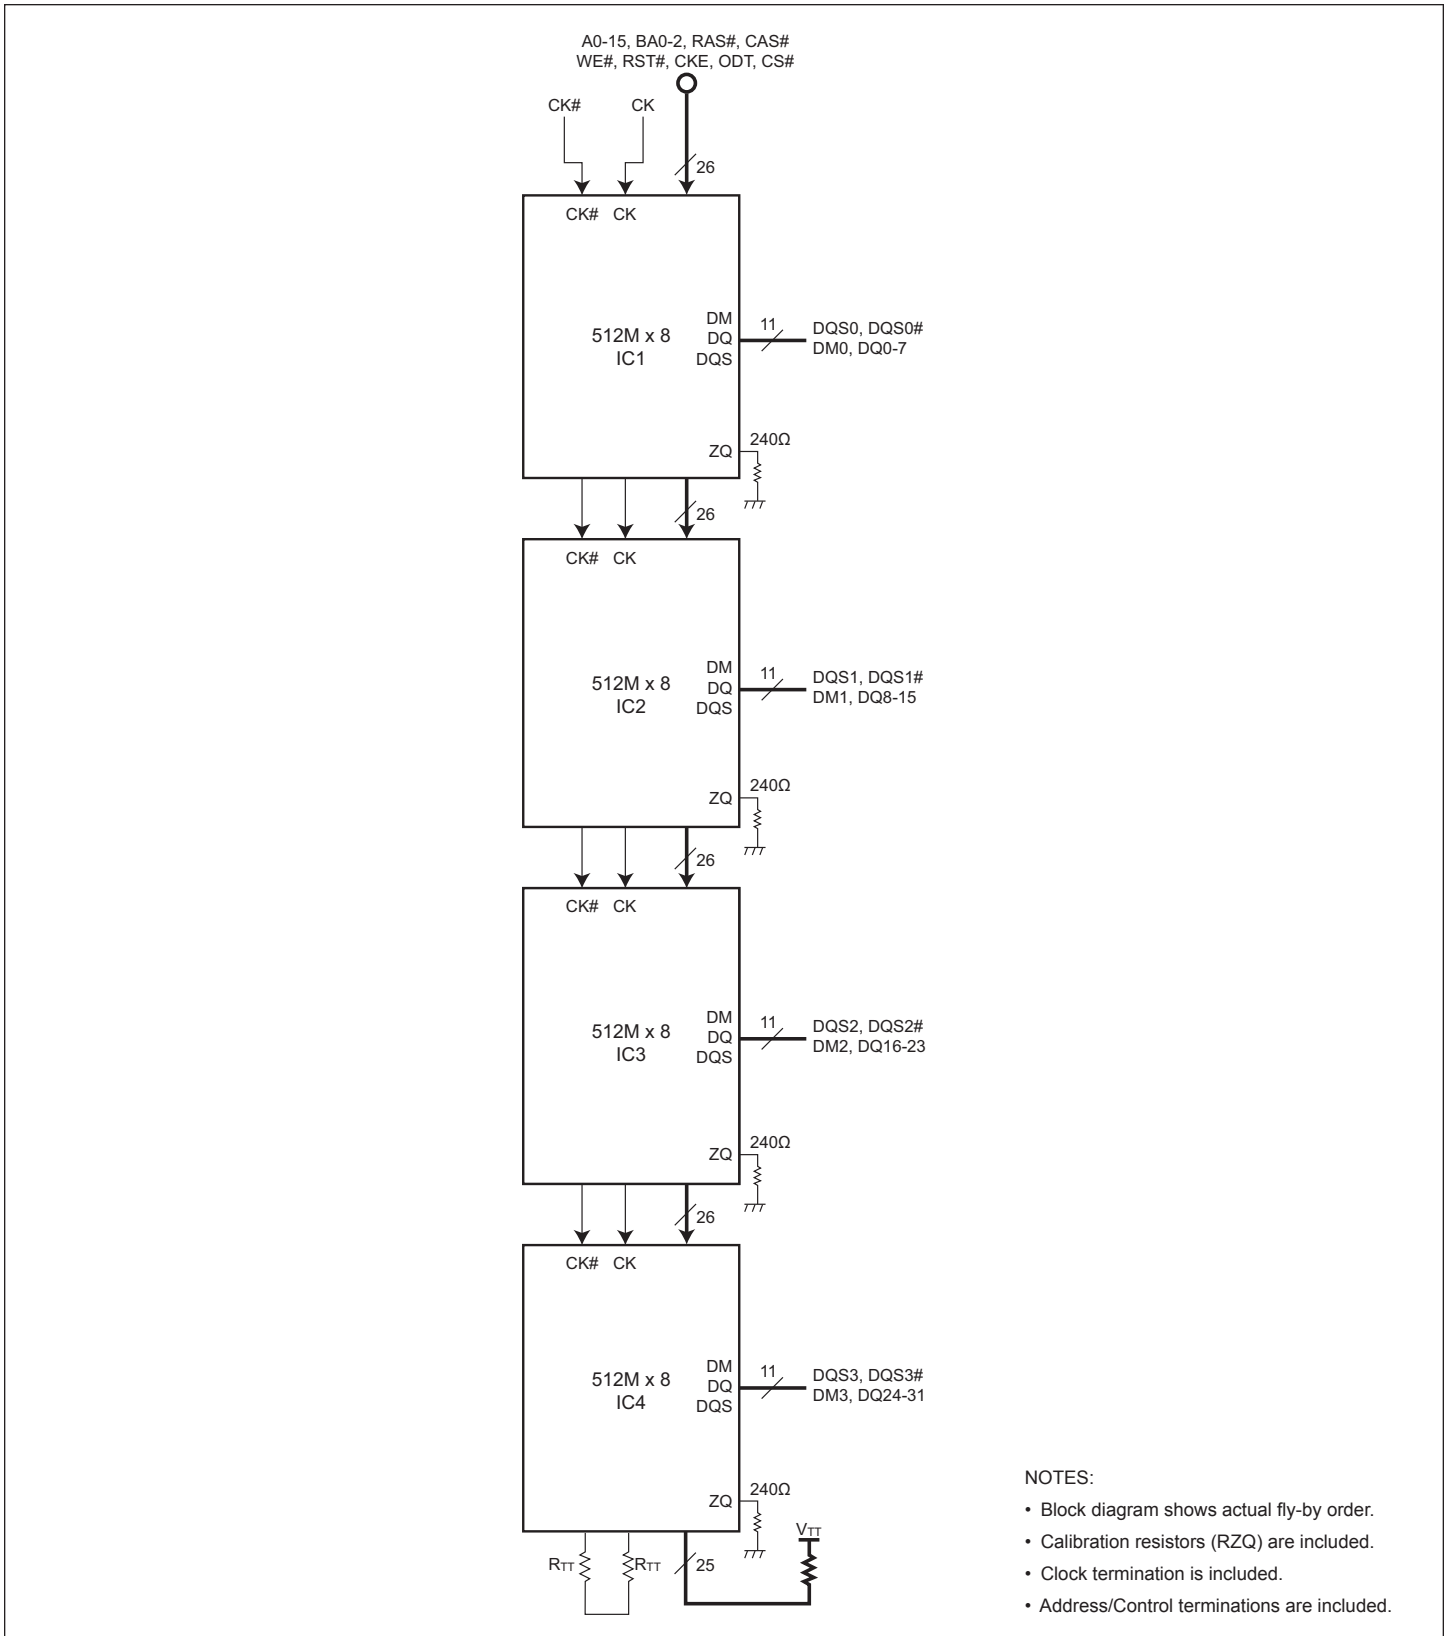 A0-15, BA0-2, RAS#, CAS#
WE#, RST#, CKE, ODT, CS#
CK#
CK
26
CK#
CK
512M x 8
IC1
DM
DQ
DQS
11
DQS0, DQS0#
DM0, DQ0-7
ZQ
240Ω
26
CK#
CK
512M x 8
IC2
DM
DQ
DQS
11
DQS1, DQS1#
DM1, DQ8-15
ZQ
240Ω
26
CK#
CK
512M x 8
IC3
DM
DQ
DQS
11
DQS2, DQS2#
DM2, DQ16-23
ZQ
240Ω
26
CK#
CK
512M x 8
IC4
DM
DQ
DQS
11
DQS3, DQS3#
DM3, DQ24-31
ZQ
240Ω
RTT
RTT
25
VTT
NOTES:
• Block diagram shows actual fly-by order.
• Calibration resistors (RZQ) are included.
• Clock termination is included.
• Address/Control terminations are included.